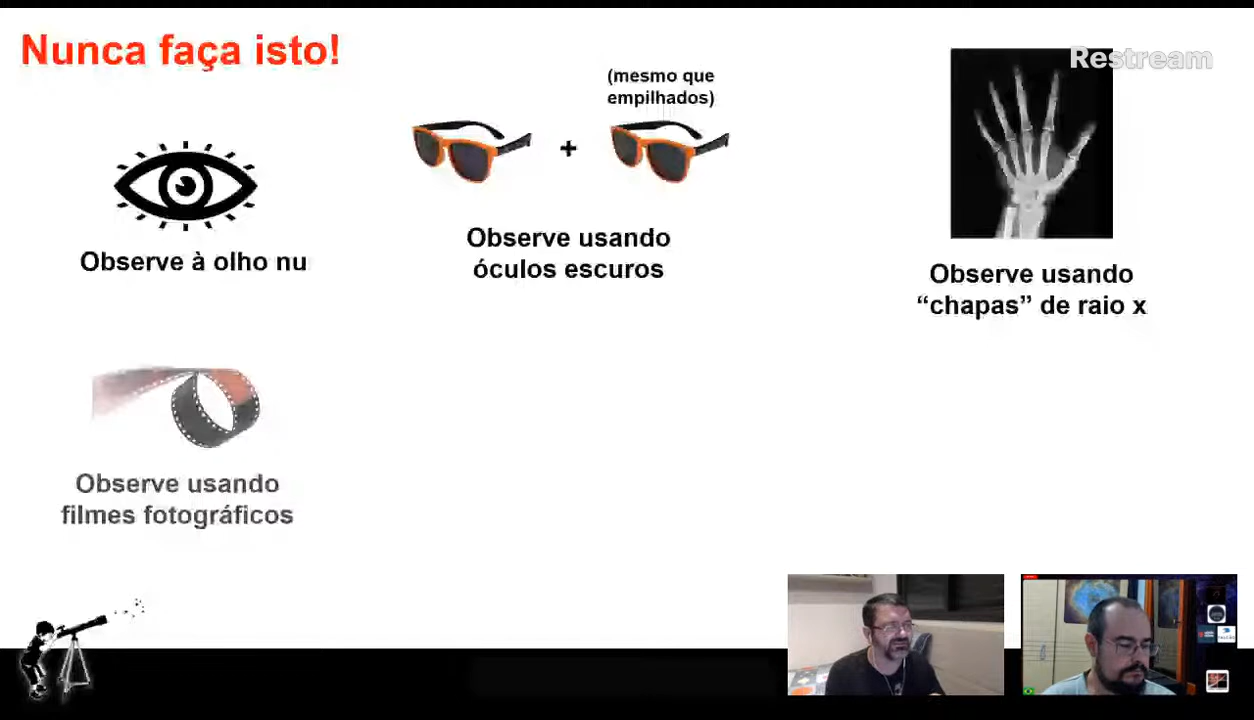 Nunca faça isto!
Restream
(mesmo que
empilhados)
+
Observe à olho nu
Observe usando
óculos escuros
Observe usando
“chapas” de raio x
Observe usando
filmes fotográficos